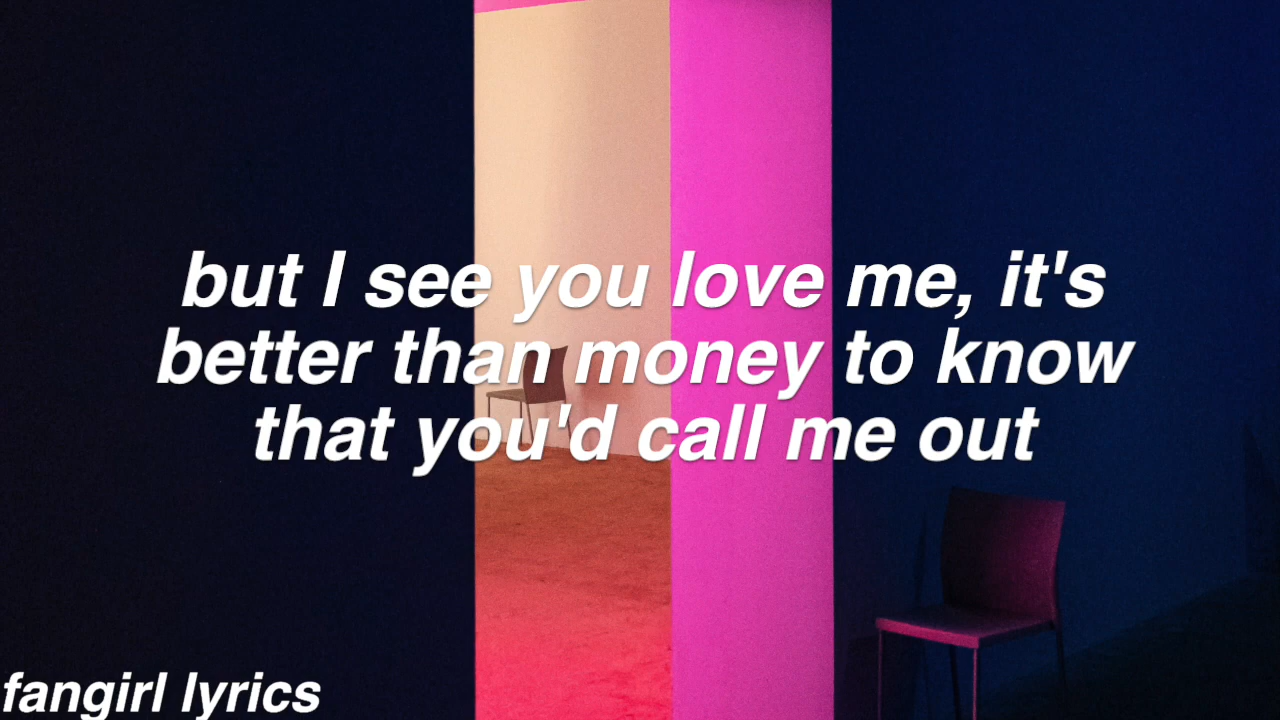 but I see you love me, it's
better than money to know
that you'd call me out
fangirl lyrics